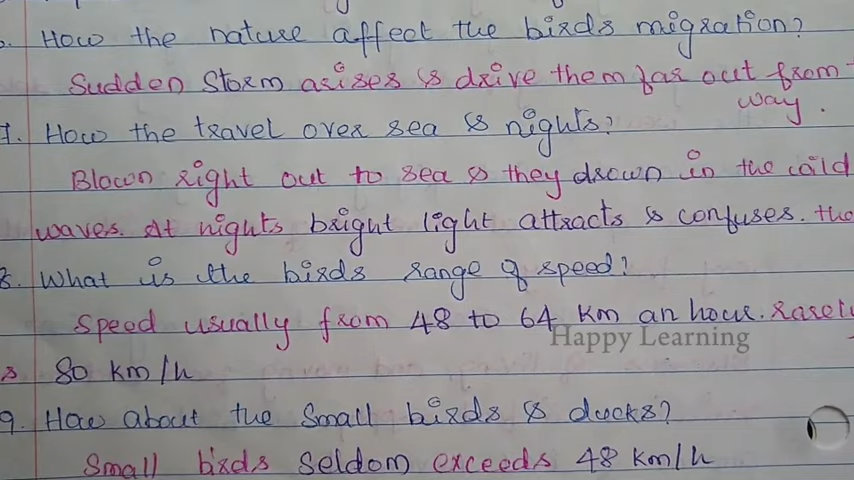 How the nature affect the birds migration?
Sudden Storm arises & drive them far out from
way.
7. How the travel over sea & nights?
Blown right out to sea & they drown in the cold
waves. At nights bright light attracts & confuses. the
8. What is the birds range of speed?
Speed usually from 48 to 64 km an hour. rarely
Happy Learning
80 km/h
9. How about the small birds & ducks?
Small birds seldom exceeds 48 km/h